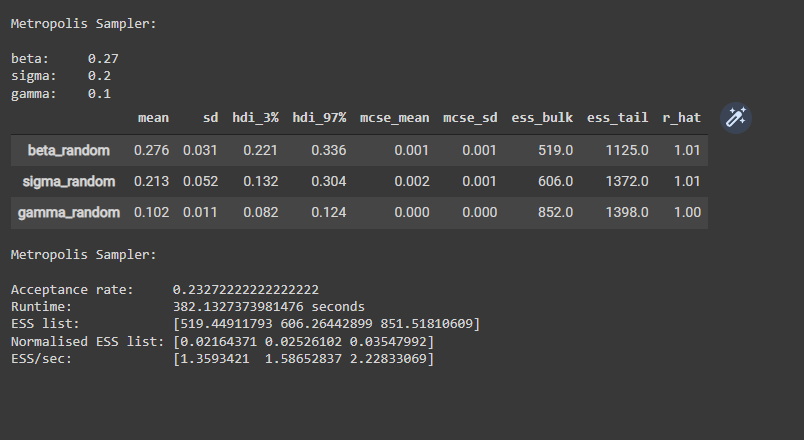 Metropolis Sampler:
beta: 0.27
sigma: 0.2
gamma: 0.1
mean sd hdi_3% hdi_97% mcse_mean mcse_sd ess_bulk ess_tail r_hat
beta_random 0.276 0.031 0.221 0.336 0.001 0.001 519.0 1125.0 1.01
sigma_random 0.213 0.052 0.132 0.304 0.002 0.001 606.0 1372.0 1.01
gamma_random 0.102 0.011 0.082 0.124 0.000 0.000 852.0 1398.0 1.00
Metropolis Sampler:
Acceptance rate: 0.23272222222222222
Runtime: 382.1327373981476 seconds
ESS list: [519.44911793 606.26442899 851.51810609]
Normalised ESS list: [0.02164371 0.02526102 0.03547992]
ESS/sec: [1.3593421 1.58652837 2.22833069]